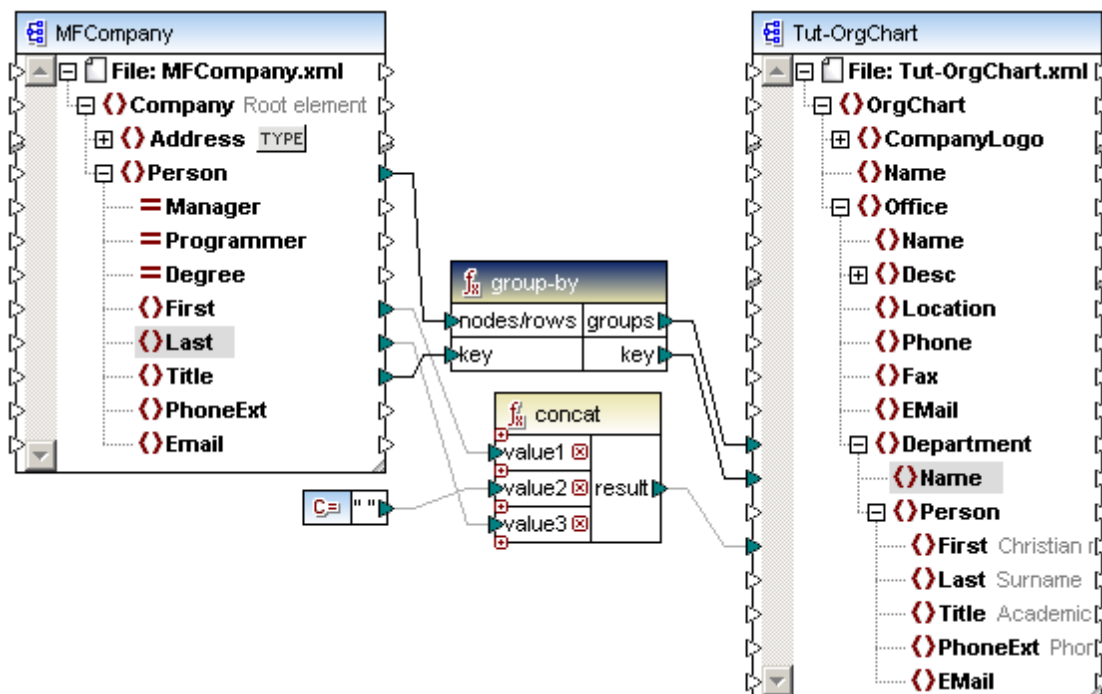 MFCompany
File: MFCompany.xml
Company Root element
Address TYPE
Person
Manager
Programmer
Degree
First
Last
Title
PhoneExt
Email
group-by
nodes/rows groups
key key
concat
value1
value2 result
value3
C= " "
Tut-OrgChart
File: Tut-OrgChart.xml
OrgChart
CompanyLogo
Name
Office
Name
Desc
Location
Phone
Fax
EMail
Department
Name
Person
First Christian
Last Surname
Title Academic
PhoneExt
EMail